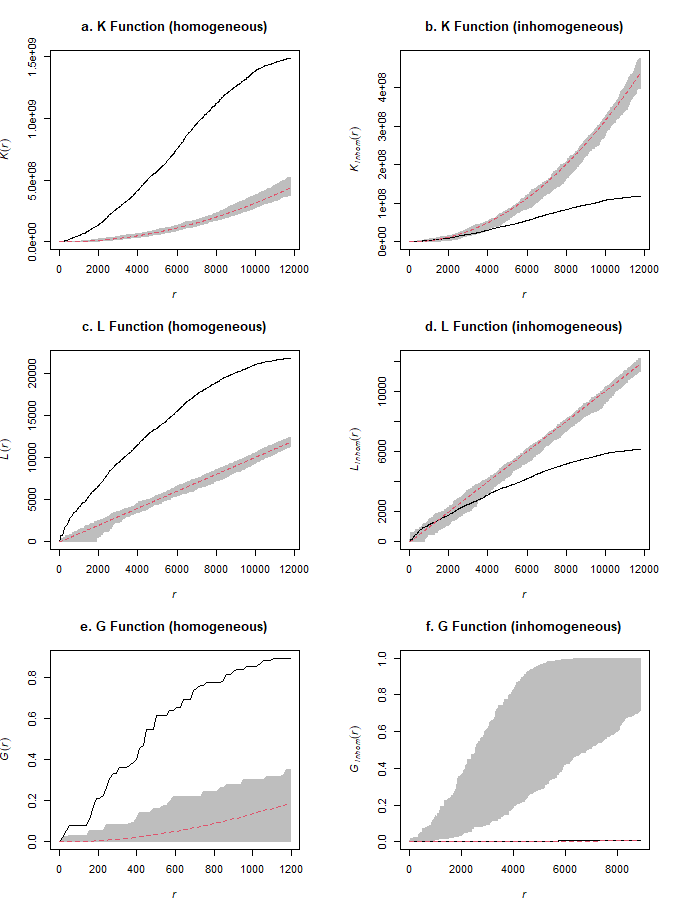 a. K Function (homogeneous)
K(r)
0.0e+00 5.0e+08 1.0e+09 1.5e+09
0 2000 4000 6000 8000 10000 12000
r
b. K Function (inhomogeneous)
K inhom(r)
0e+00 1e+08 2e+08 3e+08 4e+08
0 2000 4000 6000 8000 10000 12000
r
c. L Function (homogeneous)
L(r)
0 5000 10000 15000 20000
0 2000 4000 6000 8000 10000 12000
r
d. L Function (inhomogeneous)
L inhom(r)
0 2000 6000 10000
0 2000 4000 6000 8000 10000 12000
r
e. G Function (homogeneous)
G(r)
0.0 0.2 0.4 0.6 0.8
0 200 400 600 800 1000 1200
r
f. G Function (inhomogeneous)
G inhom(r)
0.0 0.2 0.4 0.6 0.8 1.0
0 2000 4000 6000 8000
r